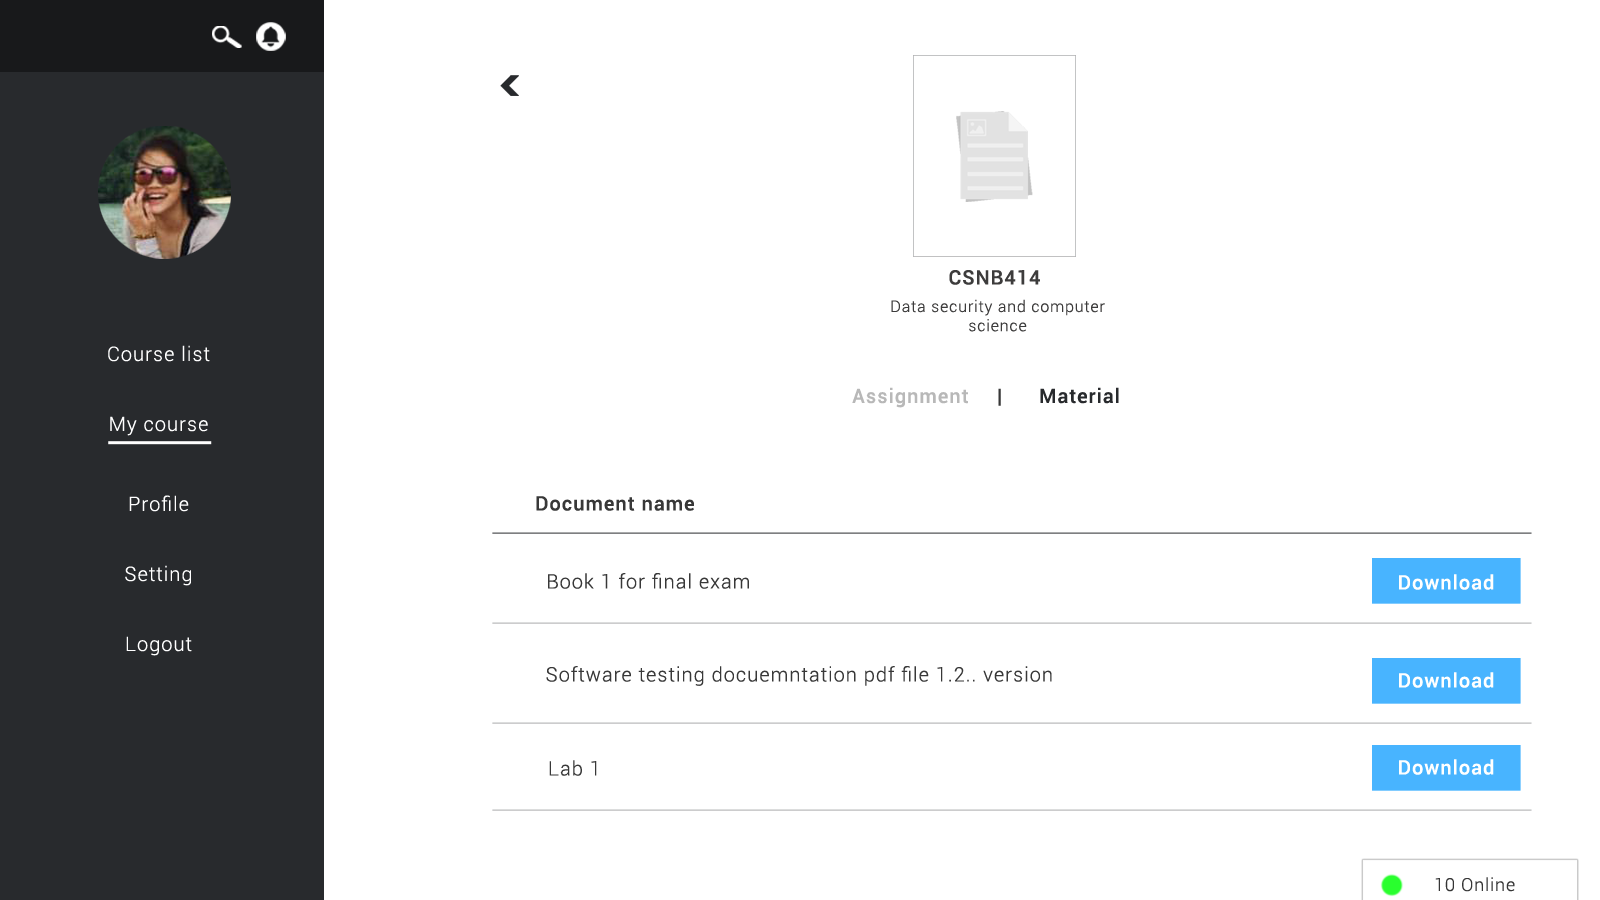 Course list
My course
Profile
Setting
Logout
CSNB414
Data security and computer
science
Assignment | Material
Document name
Book 1 for final exam Download
Software testing docuemntation pdf file 1.2.. version Download
Lab 1 Download
10 Online